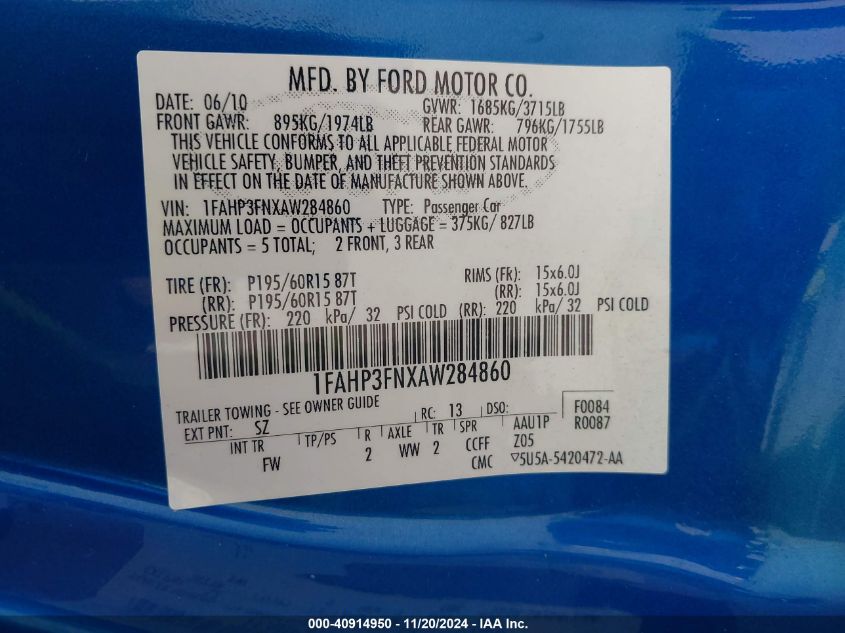 MFD. BY FORD MOTOR CO.
DATE: 06/10 GVWR: 1685KG/3715LB
FRONT GAWR: 895KG/1974LB REAR GAWR: 796KG/1755LB
THIS VEHICLE CONFORMS TO ALL APPLICABLE FEDERAL MOTOR
VEHICLE SAFETY, BUMPER, AND THEFT PREVENTION STANDARDS
IN EFFECT ON THE DATE OF MANUFACTURE SHOWN ABOVE.
VIN: 1FAHP3FNXAW284860 TYPE: Passenger Car
MAXIMUM LOAD = OCCUPANTS + LUGGAGE = 375KG/ 827LB
OCCUPANTS = 5 TOTAL; 2 FRONT, 3 REAR
TIRE (FR): P195/60R15 87T RIMS (FR): 15x6.0J
(RR): P195/60R15 87T (RR): 15x6.0J
PRESSURE (FR): 220 kPa/ 32 PSI COLD (RR): 220 kPa/ 32 PSI COLD
1FAHP3FNXAW284860
TRAILER TOWING - SEE OWNER GUIDE
EXT PNT: SZ RC: 13 DSO: F0084
INT TR TP/PS R AXLE TR SPR AAU1P R0087
FW 2 WW 2 CCFF Z05
CMC ▽5U5A-5420472-AA
000-40914950 - 11/20/2024 - IAA Inc.